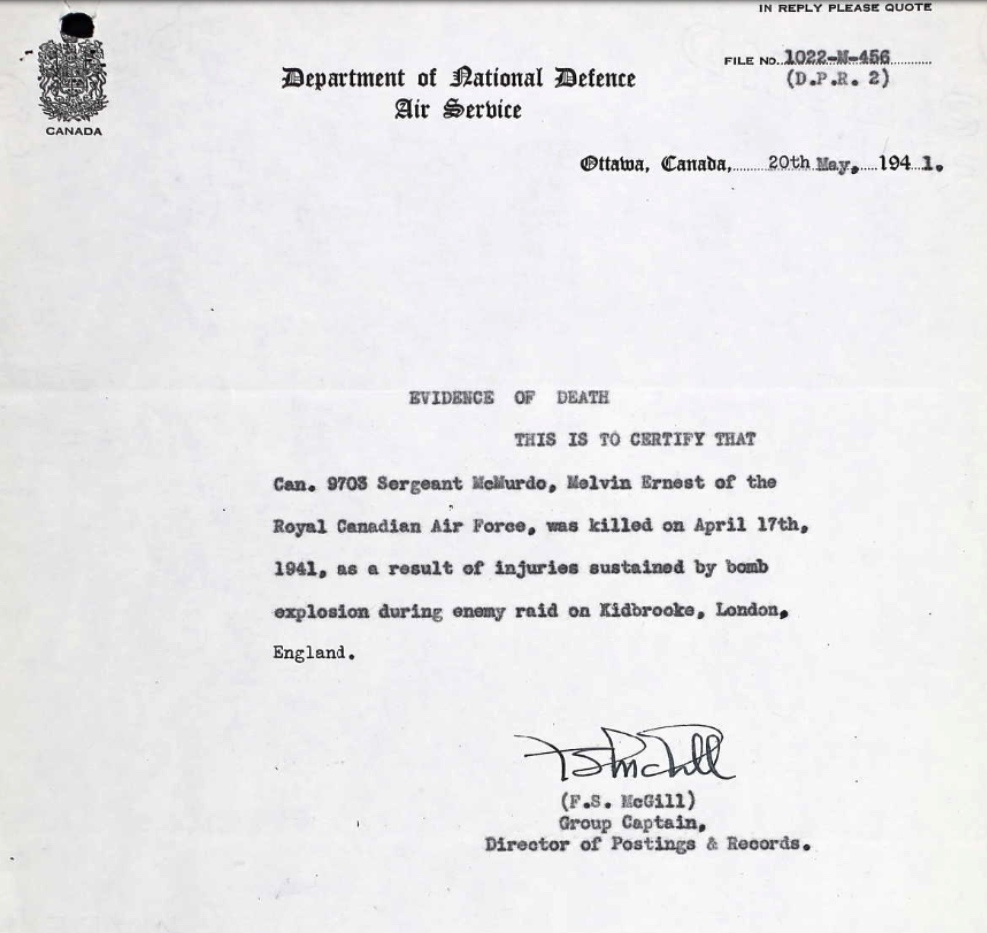 IN REPLY PLEASE QUOTE
FILE NO. 1022-M-456
(D.P.R. 2)
Department of National Defence
Air Service
CANADA
Ottawa, Canada, 20th May, 1941.
EVIDENCE OF DEATH
THIS IS TO CERTIFY THAT
Can. 9703 Sergeant McMurdo, Melvin Ernest of the
Royal Canadian Air Force, was killed on April 17th,
1941, as a result of injuries sustained by bomb
explosion during enemy raid on Kidbrooke, London,
England.
FS McGill
(F.S. McGill)
Group Captain,
Director of Postings & Records.